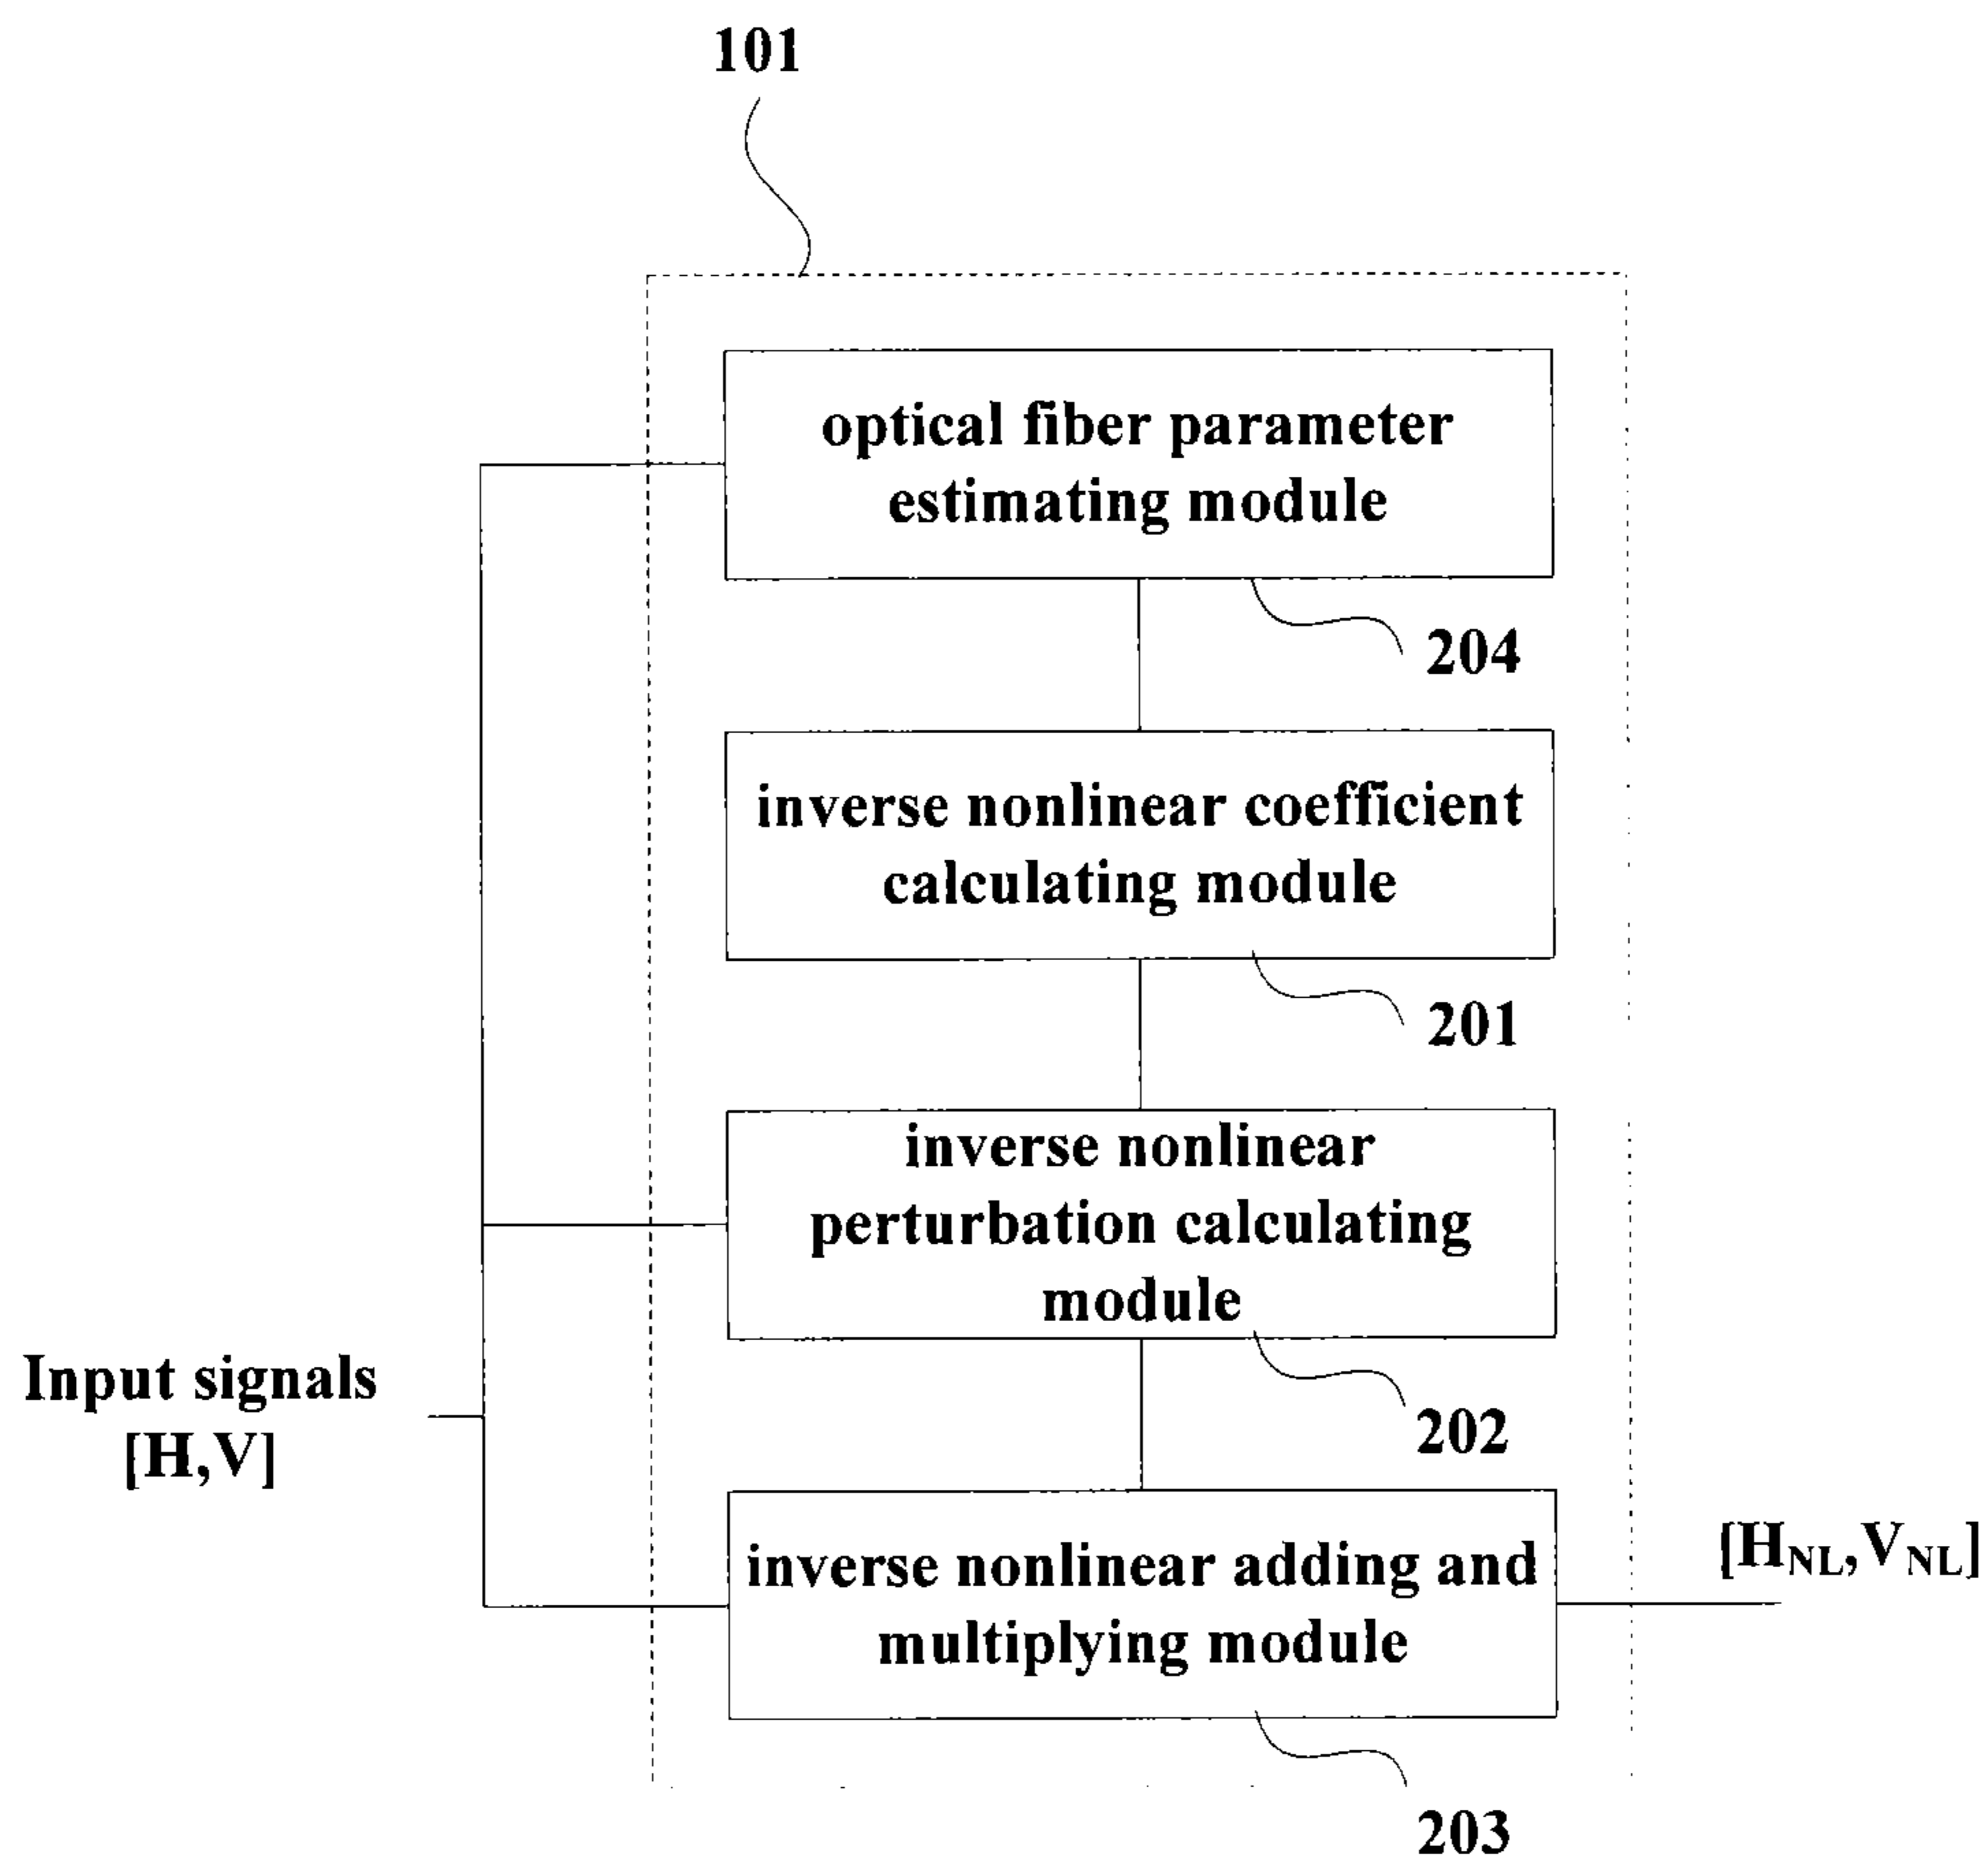 101
optical fiber parameter
estimating module
204
inverse nonlinear coefficient
calculating module
201
inverse nonlinear
perturbation calculating
module
202
Input signals
[H,V]
inverse nonlinear adding and
multiplying module
[HNL,VNL]
203